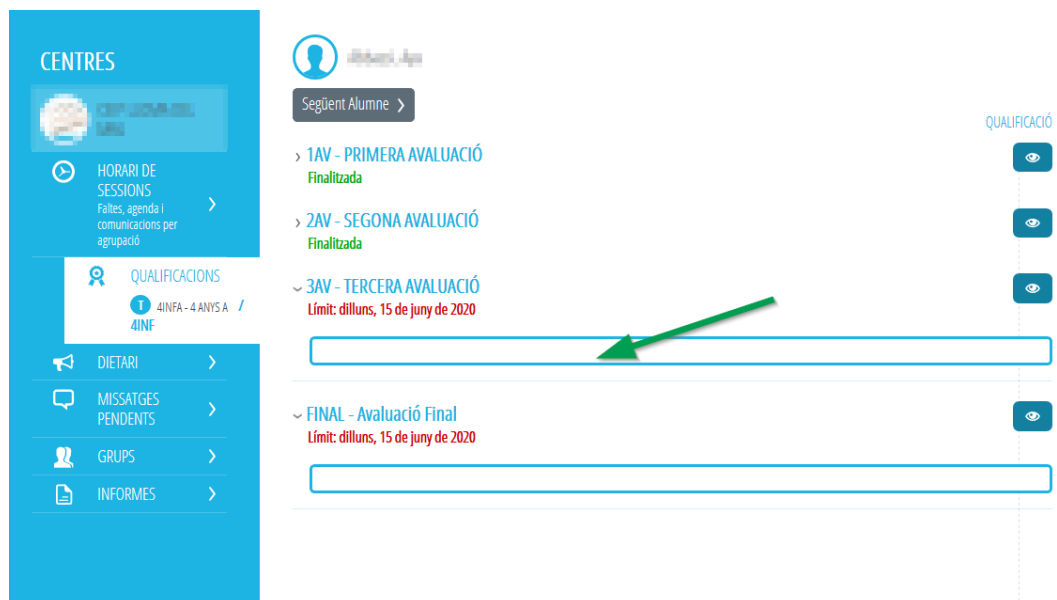 CENTRES
HORARI DE
SESSIONS
Faltes, agenda i
comunicacions per
agrupació
QUALIFICACIONS
T 4INFA - 4 ANYS A /
4INF
DIETARI
MISSATGES
PENDENTS
GRUPS
INFORMES
Següent Alumne
QUALIFICACIÓ
1AV - PRIMERA AVALUACIÓ
Finalitzada
2AV - SEGONA AVALUACIÓ
Finalitzada
3AV - TERCERA AVALUACIÓ
Límit: dilluns, 15 de juny de 2020
FINAL - Avaluació Final
Límit: dilluns, 15 de juny de 2020